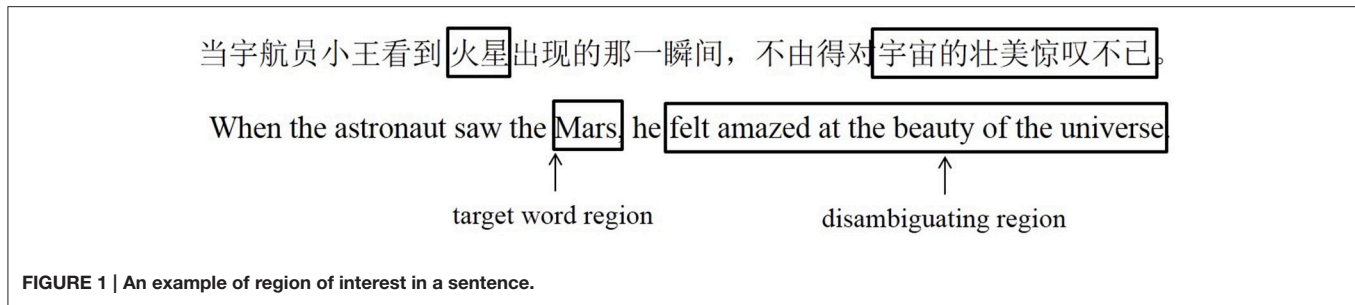 当宇航员小王看到火星出现的那一瞬间，不由得对宇宙的壮美惊叹不已。
When the astronaut saw the Mars, he felt amazed at the beauty of the universe.
target word region
disambiguating region
FIGURE 1 | An example of region of interest in a sentence.